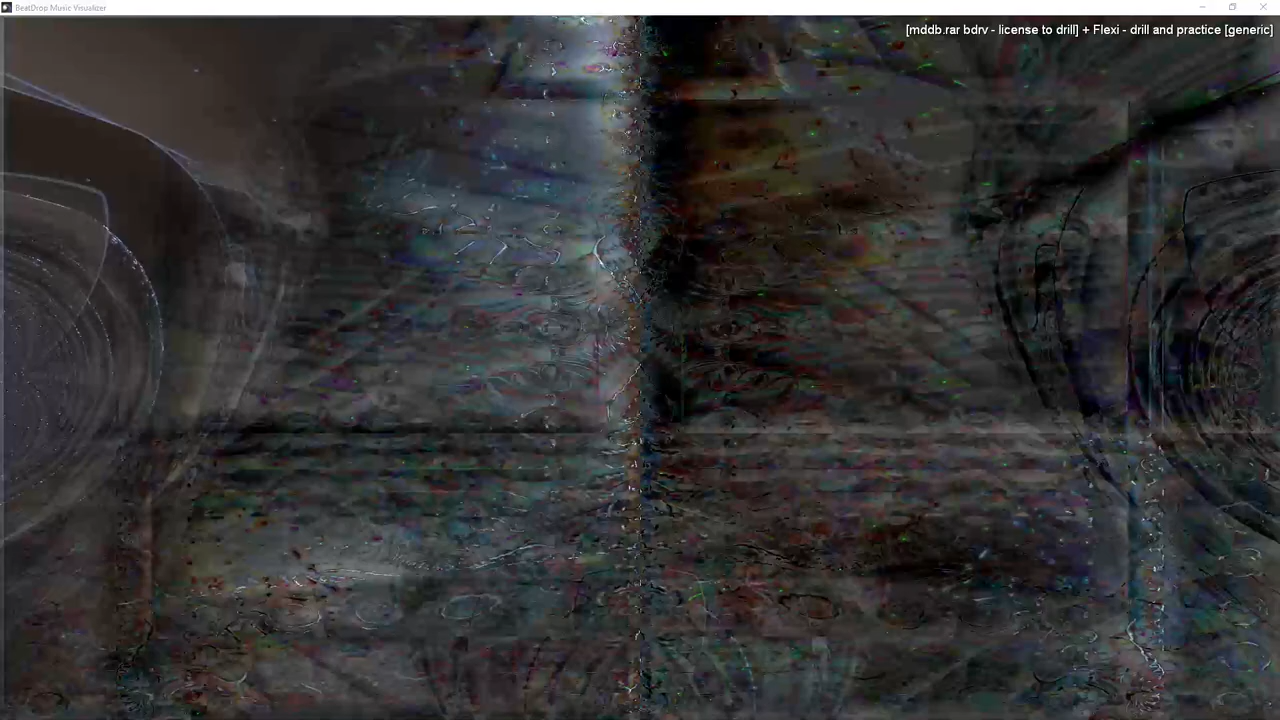 BeatDrop Music Visualizer
[mddb.rar bdrv - license to drill] + Flexi - drill and practice [generic]